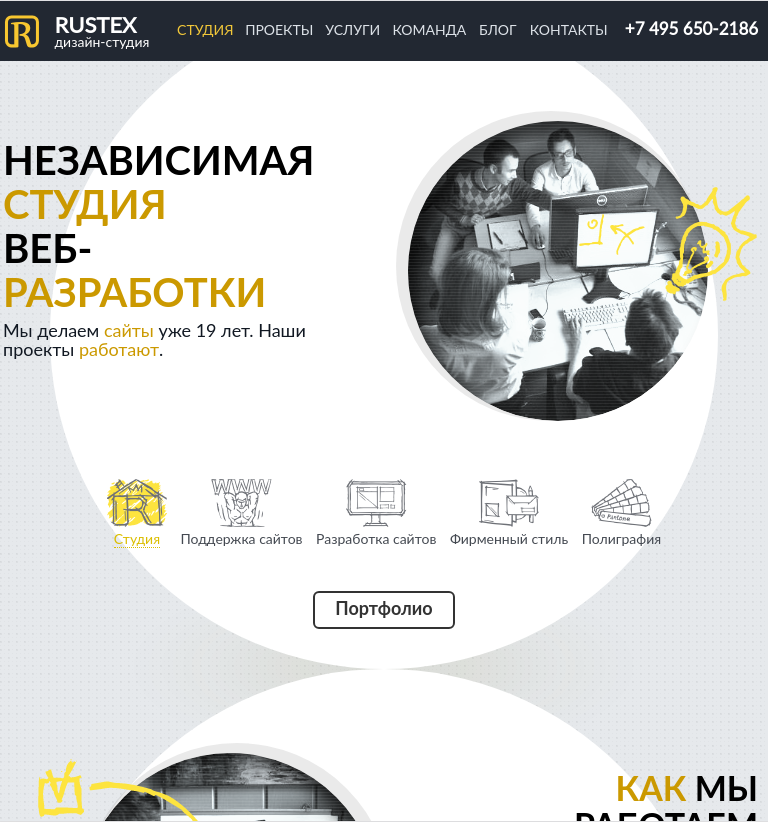 RUSTEX
дизайн-студия
СТУДИЯ ПРОЕКТЫ УСЛУГИ КОМАНДА БЛОГ КОНТАКТЫ +7 495 650-2186
НЕЗАВИСИМАЯ
СТУДИЯ
ВЕБ-
РАЗРАБОТКИ
Мы делаем сайты уже 19 лет. Наши
проекты работают.
WWW
Pantone
Студия Поддержка сайтов Разработка сайтов Фирменный стиль Полиграфия
Портфолио
КАК МЫ
РАБОТАЕМ